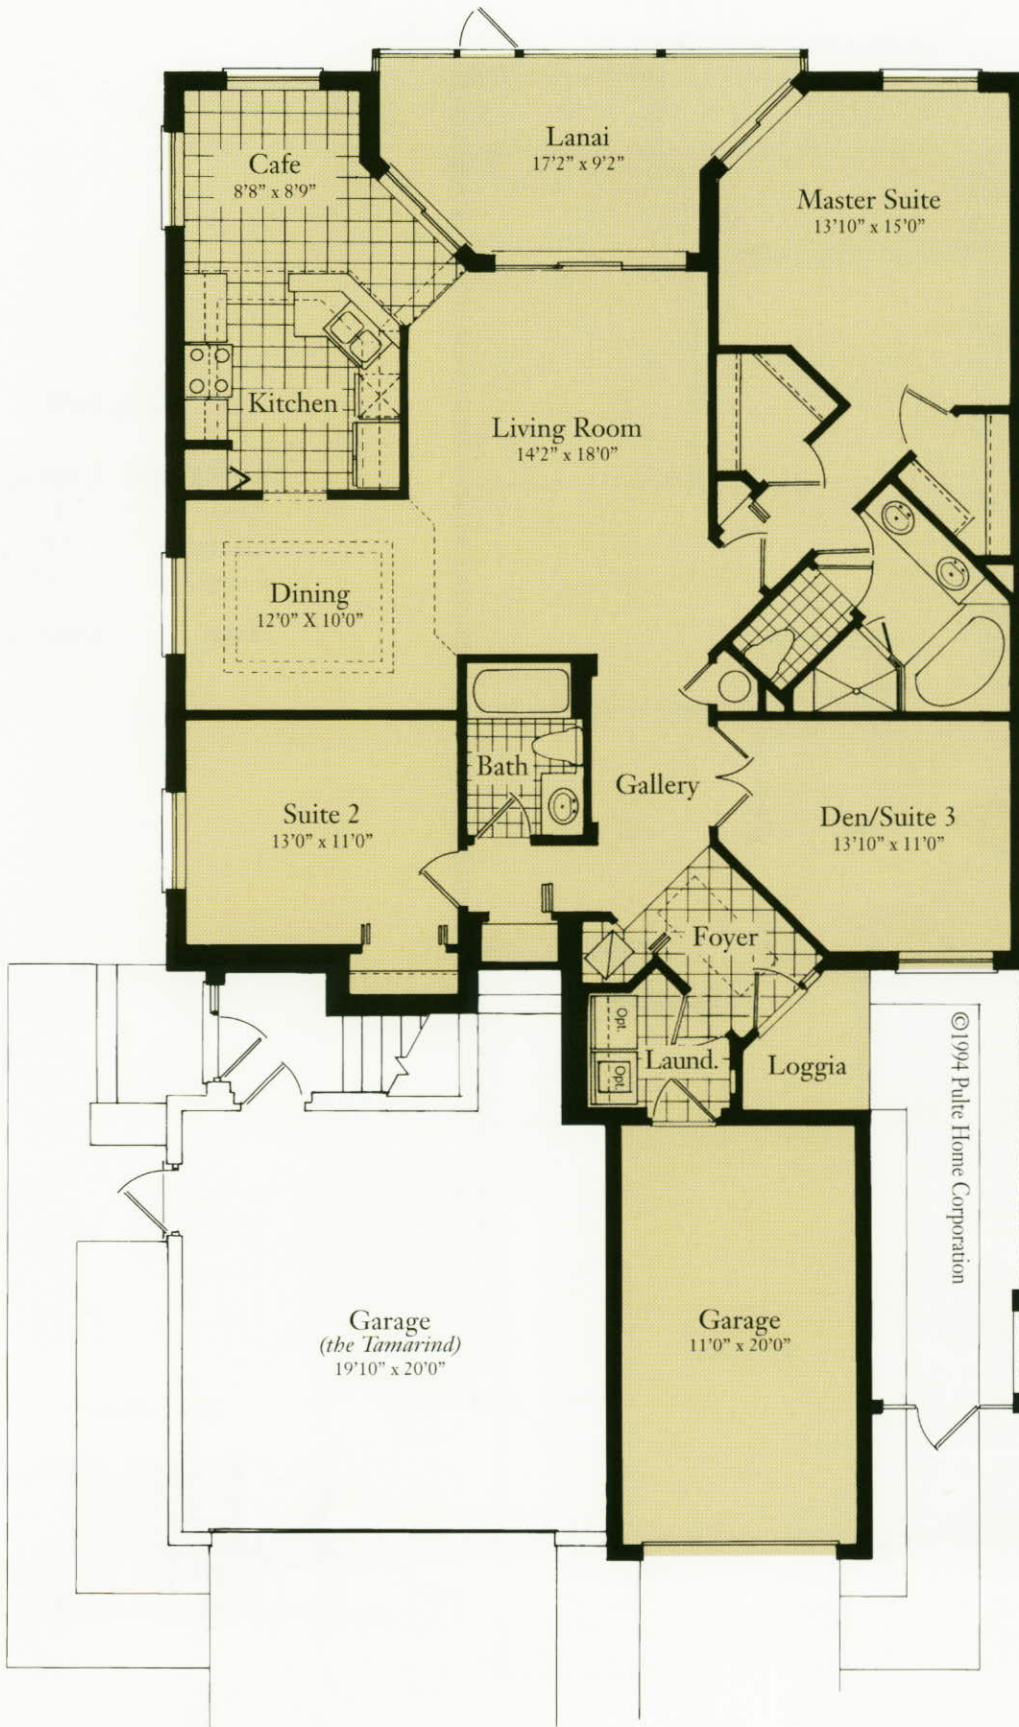 Lanai
17'2" x 9'2"
Cafe
8'8" x 8'9"
Master Suite
13'10" x 15'0"
Kitchen
Living Room
14'2" x 18'0"
Dining
12'0" X 10'0"
Bath
Gallery
Suite 2
13'0" x 11'0"
Den/Suite 3
13'10" x 11'0"
Foyer
Opt.
Opt.
Laund.
Loggia
©1994 Pulte Home Corporation
Garage
(the Tamarind)
19'10" x 20'0"
Garage
11'0" x 20'0"